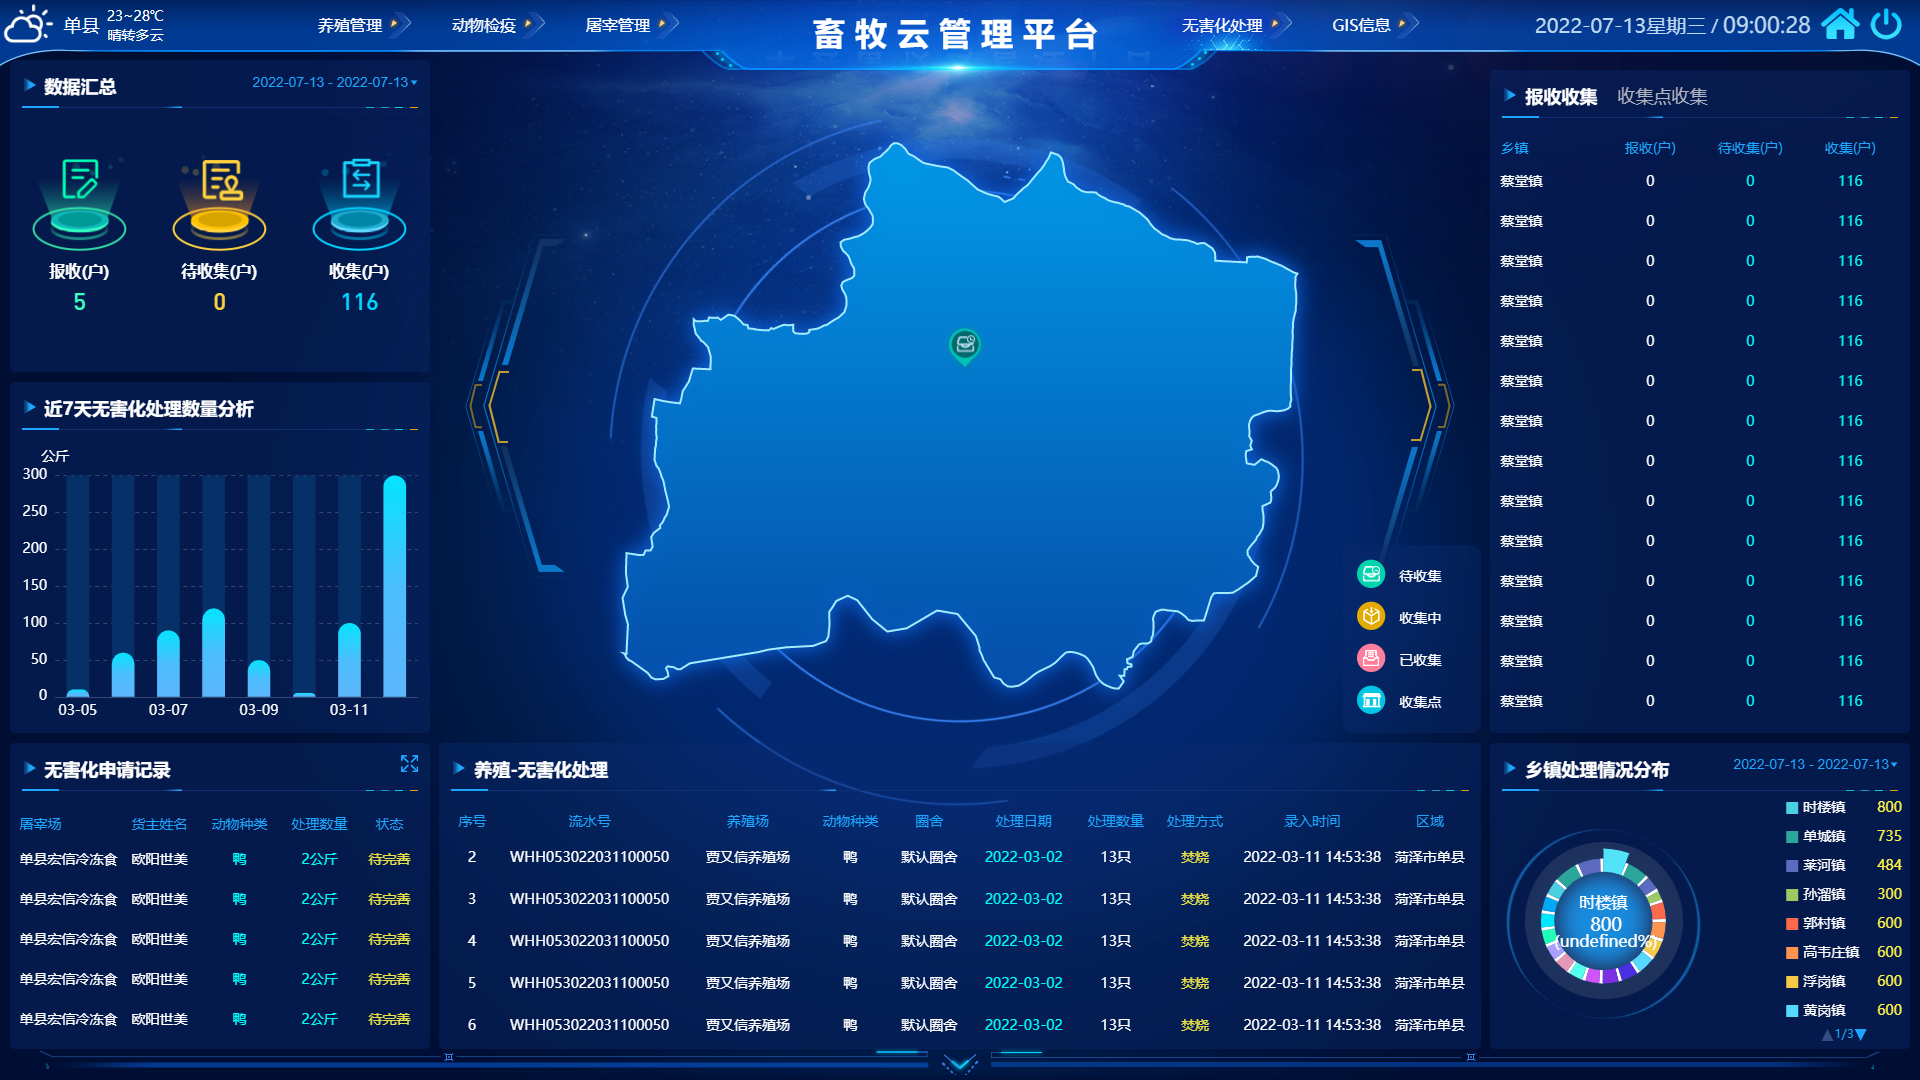 单县 23~28℃ 晴转多云
养殖管理 动物检疫 屠宰管理
畜牧云管理平台
无害化处理 GIS信息
2022-07-13星期三 / 09:00:28
数据汇总 2022-07-13 - 2022-07-13
报收(户) 待收集(户) 收集(户)
5 0 116
近7天无害化处理数量分析
公斤
300
250
200
150
100
50
0
03-05 03-07 03-09 03-11
待收集
收集中
已收集
收集点
报收收集 收集点收集
乡镇 报收(户) 待收集(户) 收集(户)
蔡堂镇 0 0 116
蔡堂镇 0 0 116
蔡堂镇 0 0 116
蔡堂镇 0 0 116
蔡堂镇 0 0 116
蔡堂镇 0 0 116
蔡堂镇 0 0 116
蔡堂镇 0 0 116
蔡堂镇 0 0 116
蔡堂镇 0 0 116
蔡堂镇 0 0 116
蔡堂镇 0 0 116
蔡堂镇 0 0 116
蔡堂镇 0 0 116
无害化申请记录
屠宰场 货主姓名 动物种类 处理数量 状态
单县宏信冷冻食 欧阳世美 鸭 2公斤 待完善
单县宏信冷冻食 欧阳世美 鸭 2公斤 待完善
单县宏信冷冻食 欧阳世美 鸭 2公斤 待完善
单县宏信冷冻食 欧阳世美 鸭 2公斤 待完善
单县宏信冷冻食 欧阳世美 鸭 2公斤 待完善
养殖-无害化处理
序号 流水号 养殖场 动物种类 圈舍 处理日期 处理数量 处理方式 录入时间 区域
2 WHH053022031100050 贾又信养殖场 鸭 默认圈舍 2022-03-02 13只 焚烧 2022-03-11 14:53:38 菏泽市单县
3 WHH053022031100050 贾又信养殖场 鸭 默认圈舍 2022-03-02 13只 焚烧 2022-03-11 14:53:38 菏泽市单县
4 WHH053022031100050 贾又信养殖场 鸭 默认圈舍 2022-03-02 13只 焚烧 2022-03-11 14:53:38 菏泽市单县
5 WHH053022031100050 贾又信养殖场 鸭 默认圈舍 2022-03-02 13只 焚烧 2022-03-11 14:53:38 菏泽市单县
6 WHH053022031100050 贾又信养殖场 鸭 默认圈舍 2022-03-02 13只 焚烧 2022-03-11 14:53:38 菏泽市单县
乡镇处理情况分布 2022-07-13 - 2022-07-13
时楼镇
800
(undefined%)
时楼镇 800
单城镇 735
莱河镇 484
孙溜镇 300
郭村镇 600
高韦庄镇 600
浮岗镇 600
黄岗镇 600
1/3